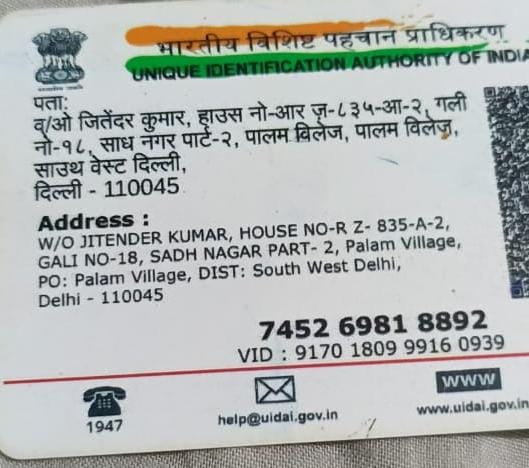 भारतीय विशिष्ट पहचान प्राधिकरण
UNIQUE IDENTIFICATION AUTHORITY OF INDIA
पता:
व/ओ जितेंदर कुमार, हाउस नो-आर ज़-८३५-आ-२, गली
नो-१८, साध नगर पार्ट-२, पालम विलेज, पालम विलेज़,
साउथ वेस्ट दिल्ली,
दिल्ली - 110045
Address :
W/O JITENDER KUMAR, HOUSE NO-R Z- 835-A-2,
GALI NO-18, SADH NAGAR PART- 2, Palam Village,
PO: Palam Village, DIST: South West Delhi,
Delhi - 110045
7452 6981 8892
VID : 9170 1809 9916 0939
1947
help@uidai.gov.in
WWW
www.uidai.gov.in